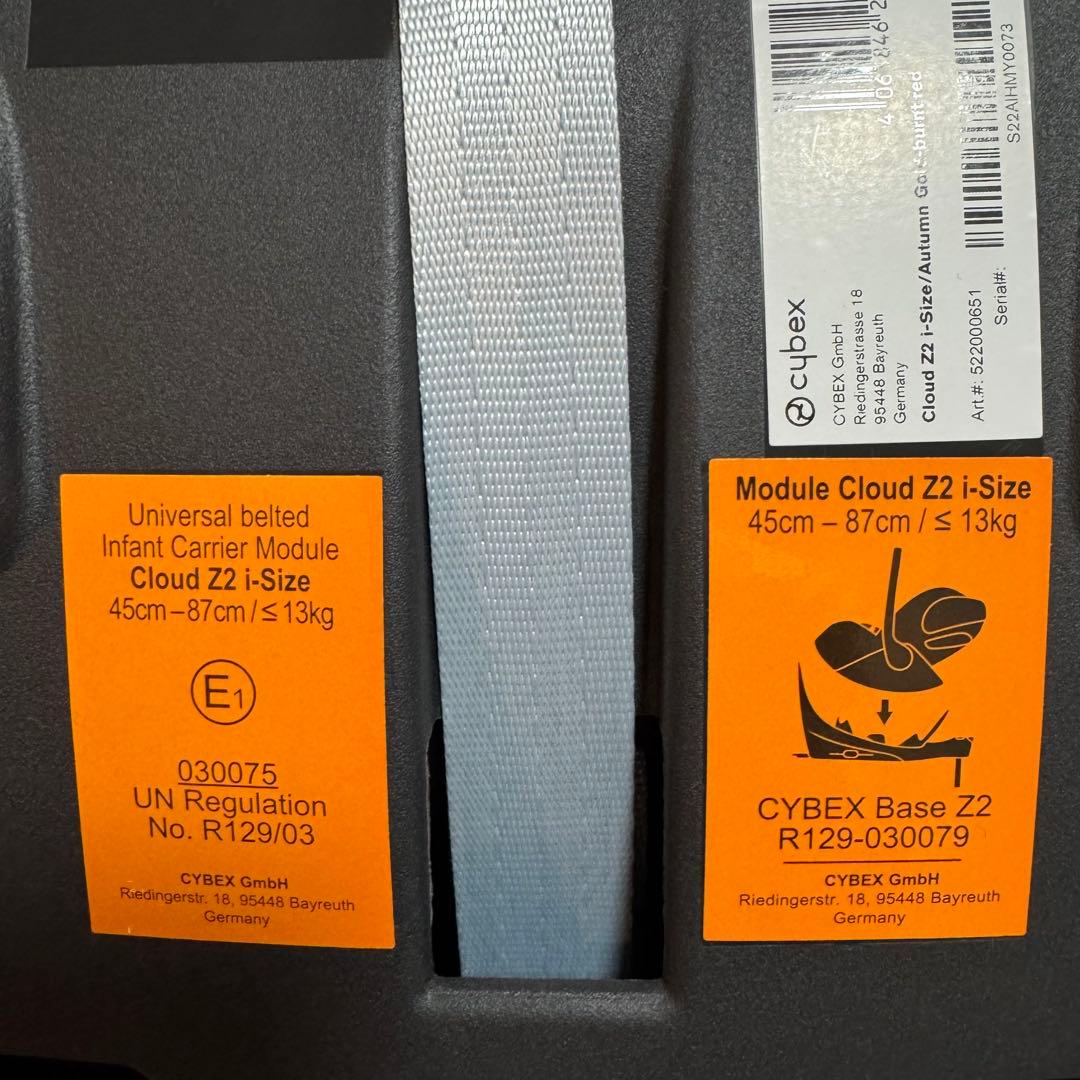 Universal belted
Infant Carrier Module
Cloud Z2 i-Size
45cm–87cm/≤13kg
E1
030075
UN Regulation
No. R129/03
CYBEX GmbH
Riedingerstr. 18, 95448 Bayreuth
Germany
cybex
CYBEX GmbH
Riedingerstrasse 18
95448 Bayreuth
Germany
Cloud Z2 i-Size/Autumn burnt red
Art.#: 522000651
Serial#:
S22AIHMY0073
Module Cloud Z2 i-Size
45cm – 87cm / ≤ 13kg
CYBEX Base Z2
R129-030079
CYBEX GmbH
Riedingerstr. 18, 95448 Bayreuth
Germany